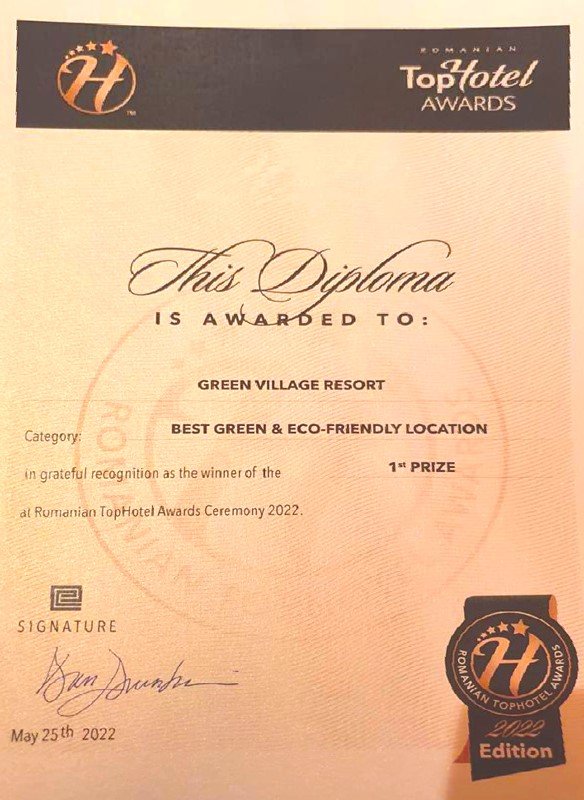 H
TM
ROMANIAN
TopHotel
AWARDS
This Diploma
IS AWARDED TO:
GREEN VILLAGE RESORT
Category: BEST GREEN & ECO-FRIENDLY LOCATION
in grateful recognition as the winner of the 1st PRIZE
at Romanian TopHotel Awards Ceremony 2022.
ROMANIAN
SIGNATURE
May 25th 2022
H
ROMANIAN TOPHOTEL AWARDS
2022
Edition